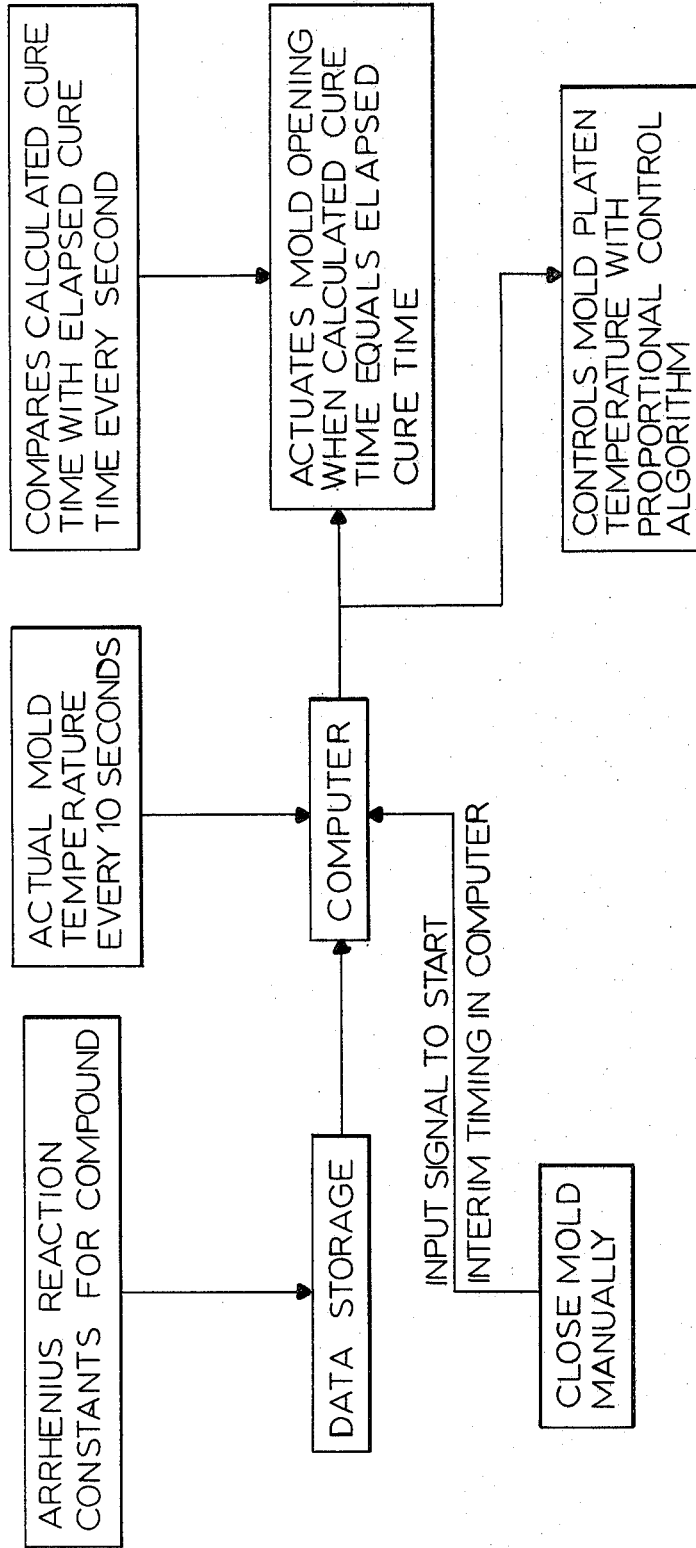 ARRHENIUS REACTION
CONSTANTS FOR COMPOUND
ACTUAL MOLD
TEMPERATURE
EVERY 10 SECONDS
COMPARES CALCULATED CURE
TIME WITH ELAPSED CURE
TIME EVERY SECOND
DATA STORAGE
COMPUTER
ACTUATES MOLD OPENING
WHEN CALCULATED CURE
TIME EQUALS ELAPSED
CURE TIME
INPUT SIGNAL TO START
INTERIM TIMING IN COMPUTER
CLOSE MOLD
MANUALLY
CONTROLS MOLD PLATEN
TEMPERATURE WITH
PROPORTIONAL CONTROL
ALGORITHM